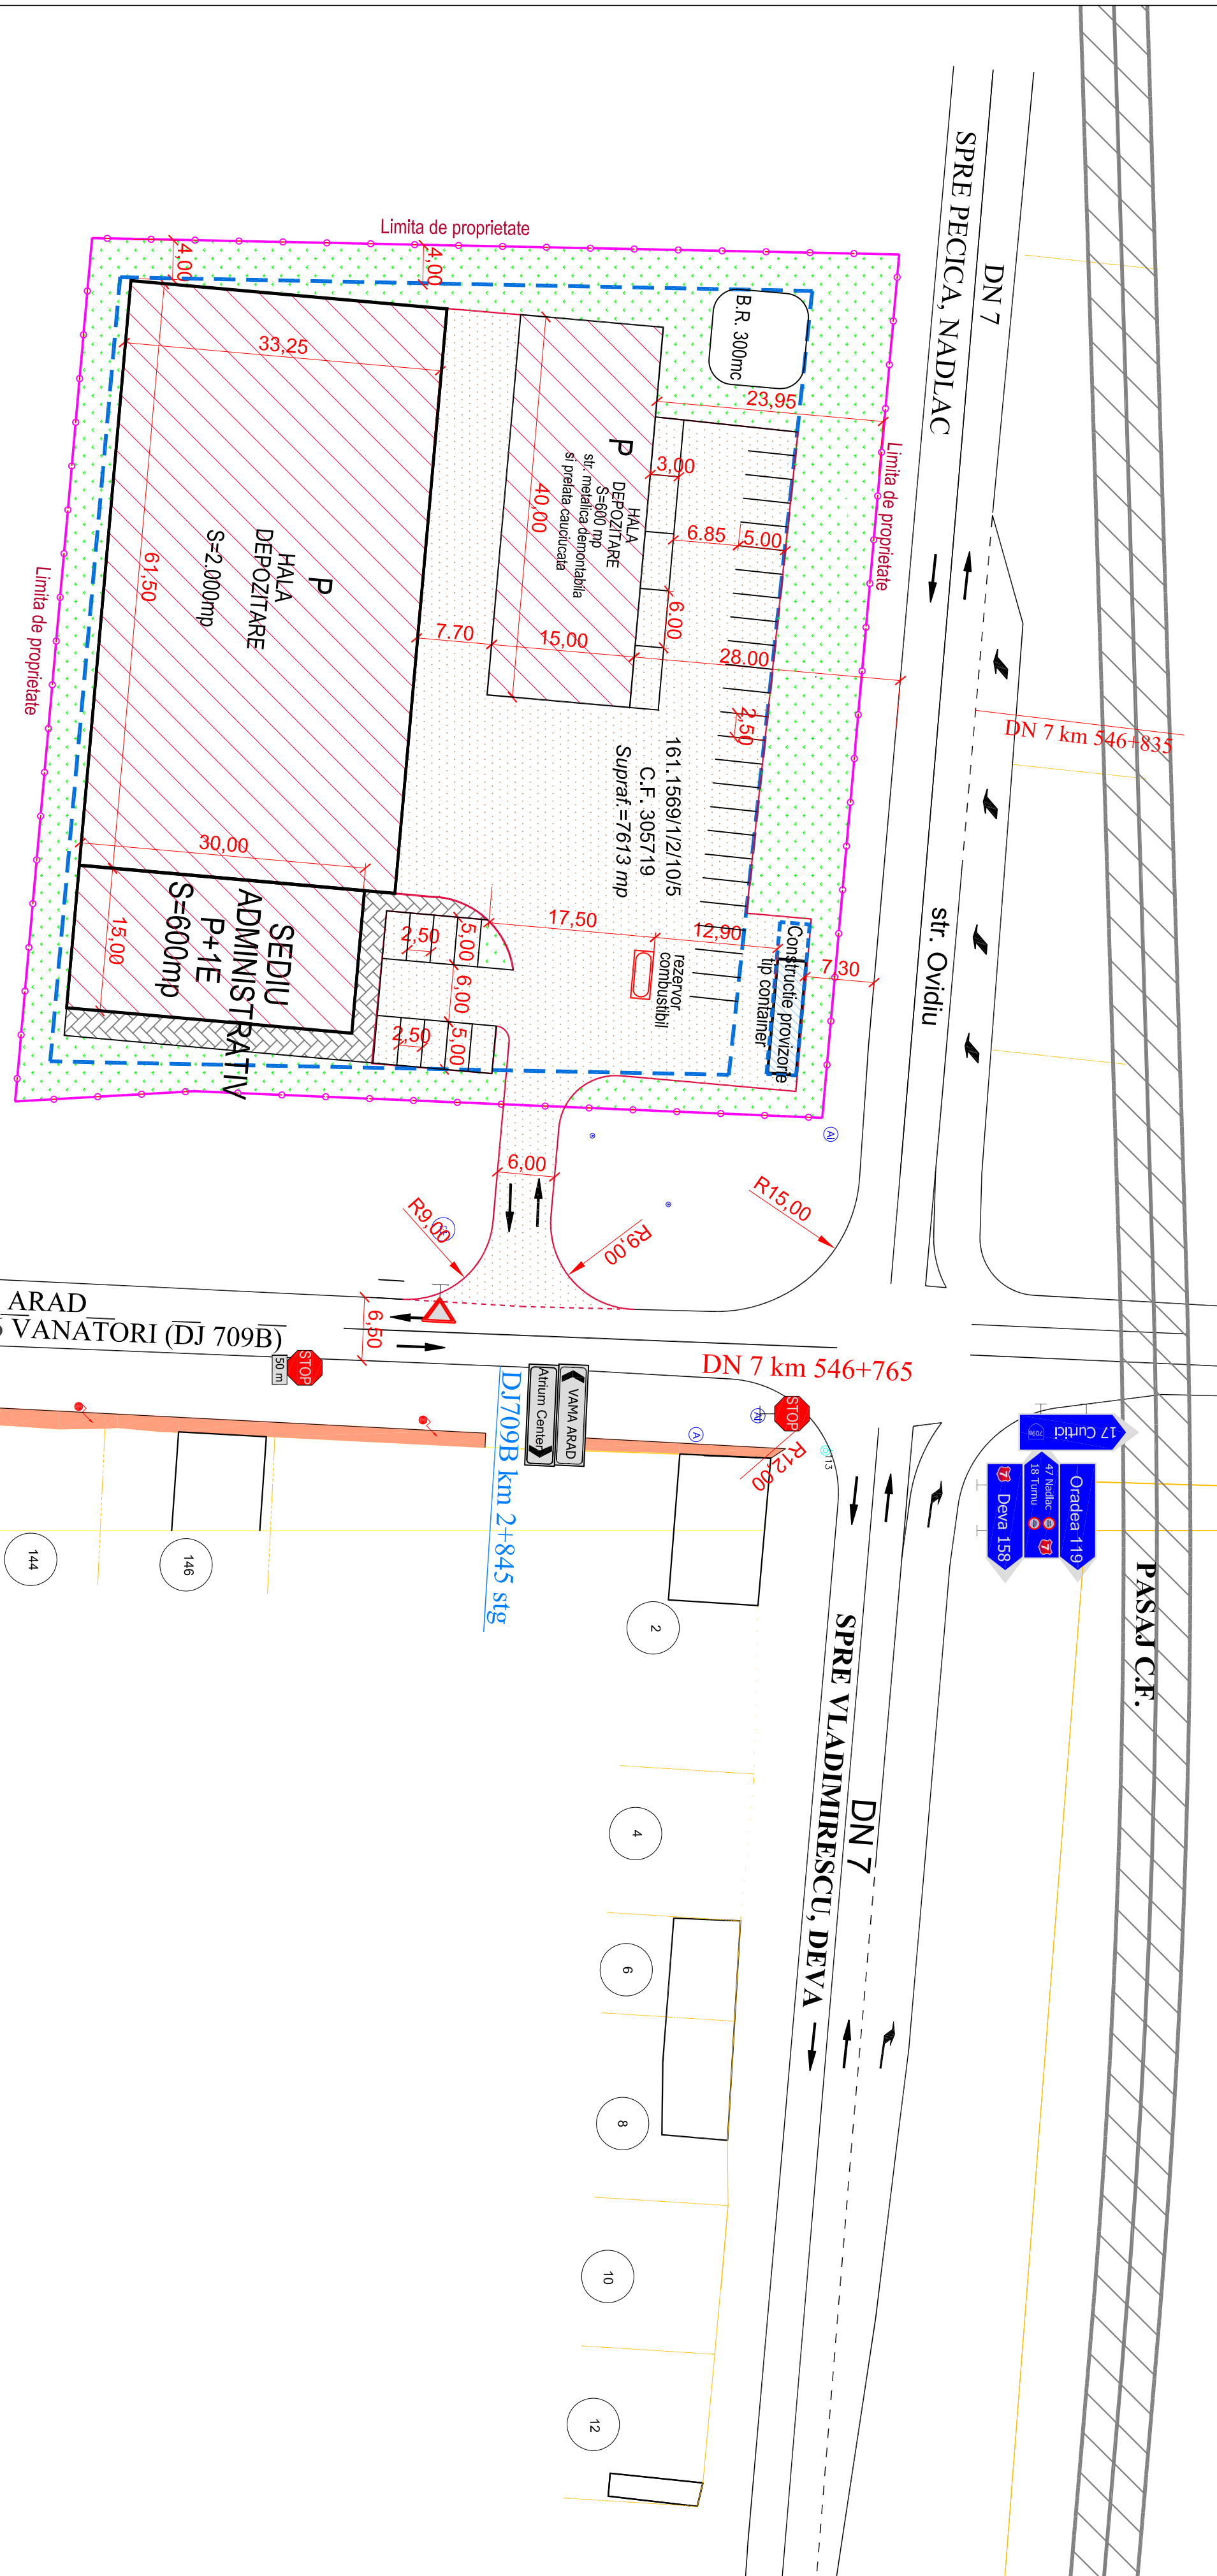 Limita de proprietate
4,00
4,00
33,25
61,50
P
HALA
DEPOZITARE
S=2.000mp
P
HALA
DEPOZITARE
S=600 mp
str. metalica demontabila
si prelata cauciucata
40,00
15,00
7.70
B.R. 300mc
23,95
3,00
6.85
5.00
6.00
28.00
2,50
Limita de proprietate
Limita de proprietate
161.1569/1/2/10/5
C.F. 305719
Supraf.=7613 mp
30,00
15,00
SEDIU
ADMINISTRATIV
P+1E
S=600mp
2,50
5,00
6,00
2,50
5,00
17,50
12,90
7,30
rezervor
combustibil
Constructie provizorie
tip container
6,00
R9,00
R9,00
R15,00
R12,00
6,50
DN 7
SPRE PECICA, NADLAC
str. Ovidiu
DN 7 km 546+835
DN 7 km 546+765
ARAD
VANATORI (DJ 709B)
STOP
50 m
STOP
VAMA ARAD
Atrium Center
DJ709B km 2+845 stg
A
13
17 Curtici
709B
Oradea 119
47 Nadlac
18 Turnu
7
7
Deva 158
PASAJ C.F.
DN 7
SPRE VLADIMIRESCU, DEVA
144
146
2
4
6
8
10
12